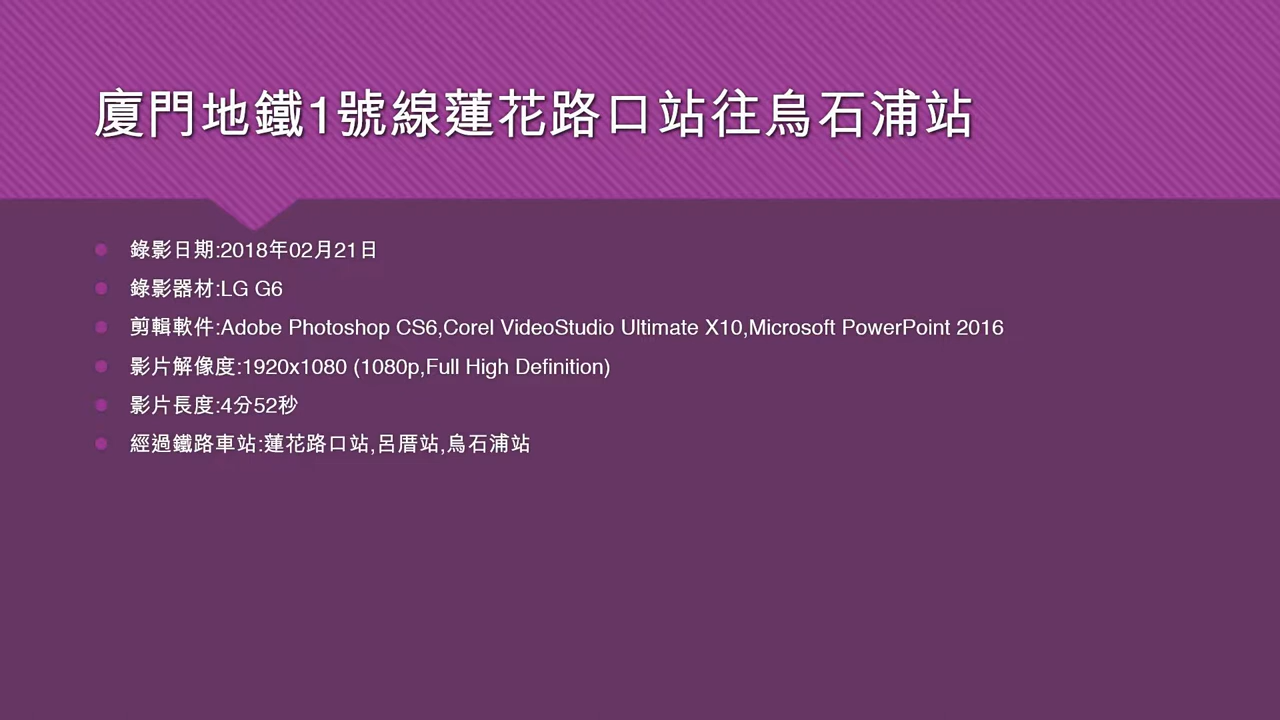 廈門地鐵1號線蓮花路口站往烏石浦站
錄影日期:2018年02月21日
錄影器材:LG G6
剪輯軟件:Adobe Photoshop CS6,Corel VideoStudio Ultimate X10,Microsoft PowerPoint 2016
影片解像度:1920x1080 (1080p,Full High Definition)
影片長度:4分52秒
經過鐵路車站:蓮花路口站,呂厝站,烏石浦站